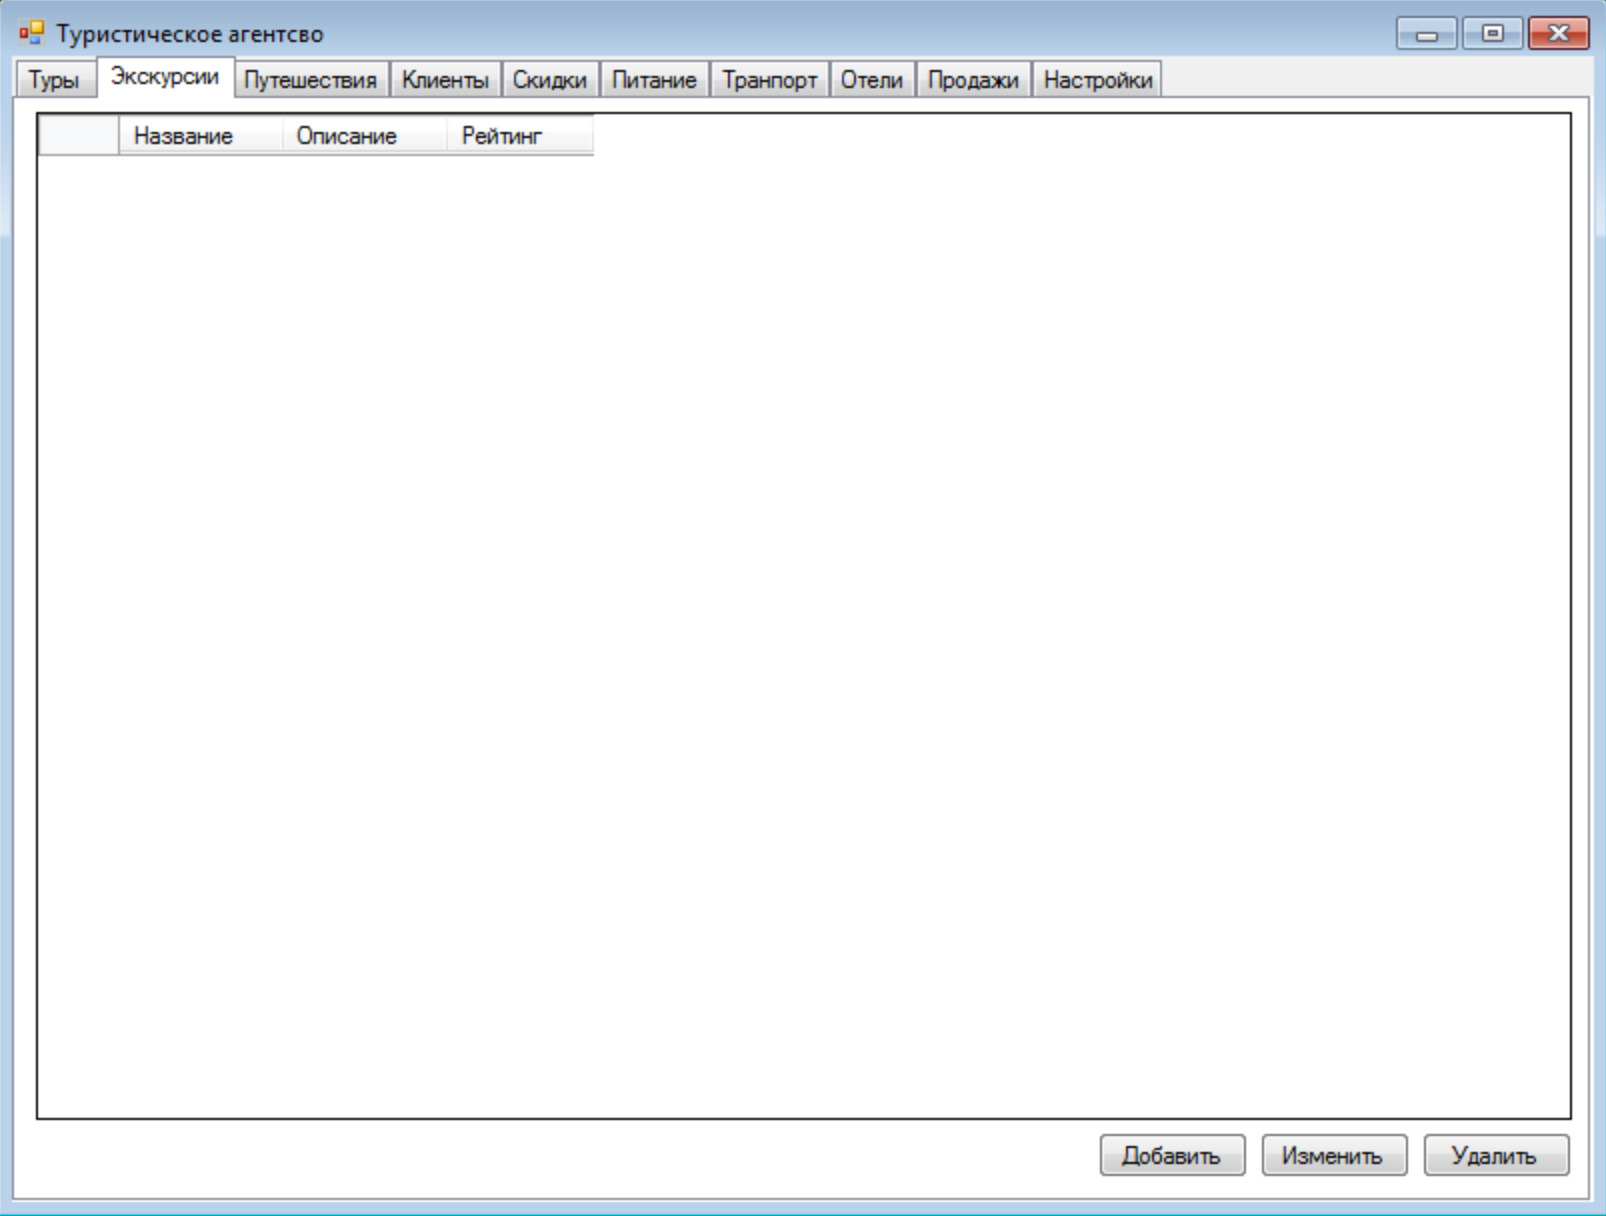 Туристическое агентсво
Туры Экскурсии Путешествия Клиенты Скидки Питание Транпорт Отели Продажи Настройки
Название Описание Рейтинг
Добавить Изменить Удалить